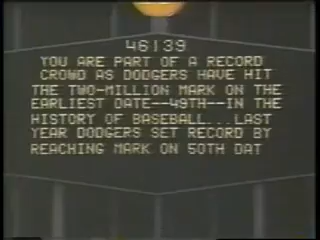 46139
YOU ARE PART OF A RECORD
CROWD AS DODGERS HAVE HIT
THE TWO-MILLION MARK ON THE
EARLIEST DATE--49TH--IN THE
HISTORY OF BASEBALL...LAST
YEAR DODGERS SET RECORD BY
REACHING MARK ON 50TH DAT